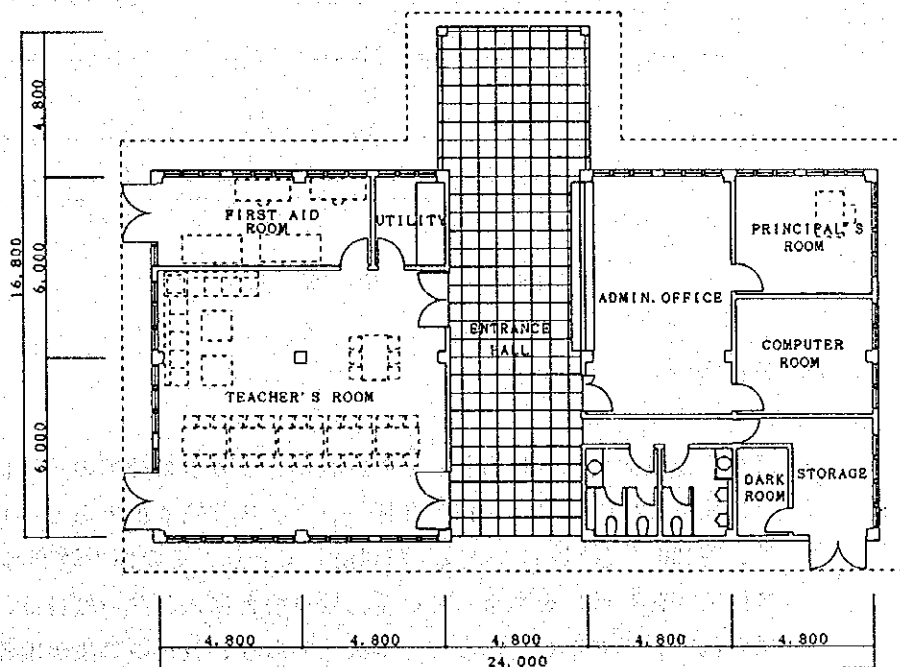 4,800
16,800
6,000
6,000
FIRST AID
ROOM
UTILITY
PRINCIPAL'S
ROOM
ADMIN. OFFICE
ENTRANCE
HALL
COMPUTER
ROOM
TEACHER'S ROOM
DARK
ROOM
STORAGE
4,800
4,800
4,800
4,800
4,800
24,000